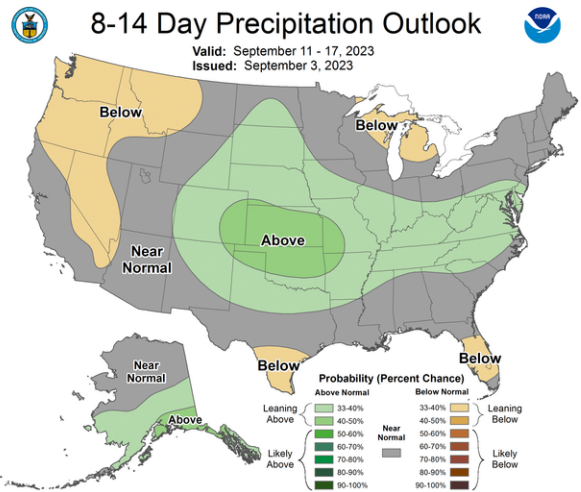 8-14 Day Precipitation Outlook
Valid: September 11 - 17, 2023
Issued: September 3, 2023
NOAA
Below
Below
Above
Near
Normal
Below
Below
Near
Normal
Above
Probability (Percent Chance)
Above Normal
Below Normal
Leaning
Above
33-40%
40-50%
50-60%
60-70%
70-80%
80-90%
90-100%
Likely
Above
Near
Normal
33-40%
40-50%
50-60%
60-70%
70-80%
80-90%
90-100%
Leaning
Below
Likely
Below